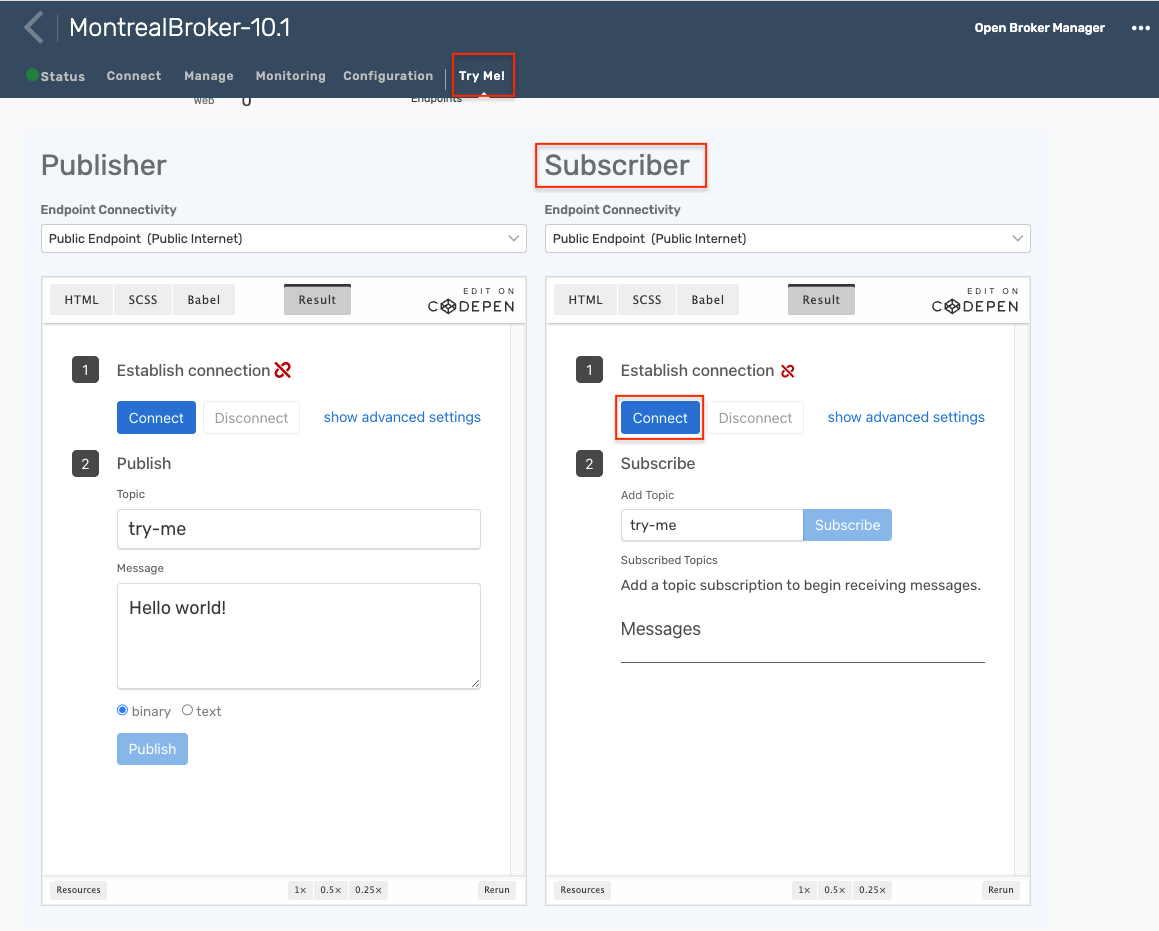 MontrealBroker-10.1
Open Broker Manager
Status Connect Manage Monitoring Configuration Try Me!
Web 0 Endpoints
Publisher
Endpoint Connectivity
Public Endpoint (Public Internet)
HTML SCSS Babel Result
EDIT ON
CODEPEN
1 Establish connection
Connect Disconnect show advanced settings
2 Publish
Topic
try-me
Message
Hello world!
binary text
Publish
Resources 1× 0.5× 0.25× Rerun
Subscriber
Endpoint Connectivity
Public Endpoint (Public Internet)
HTML SCSS Babel Result
EDIT ON
CODEPEN
1 Establish connection
Connect Disconnect show advanced settings
2 Subscribe
Add Topic
try-me Subscribe
Subscribed Topics
Add a topic subscription to begin receiving messages.
Messages
Resources 1× 0.5× 0.25× Rerun